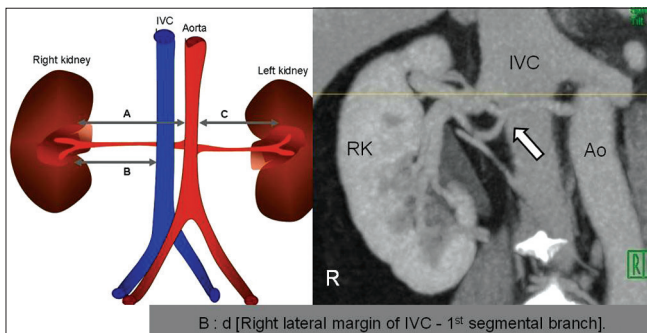 IVC
Aorta
Right kidney
Left kidney
A
C
B
IVC
RK
Ao
R
R
B : d [Right lateral margin of IVC - 1st segmental branch].